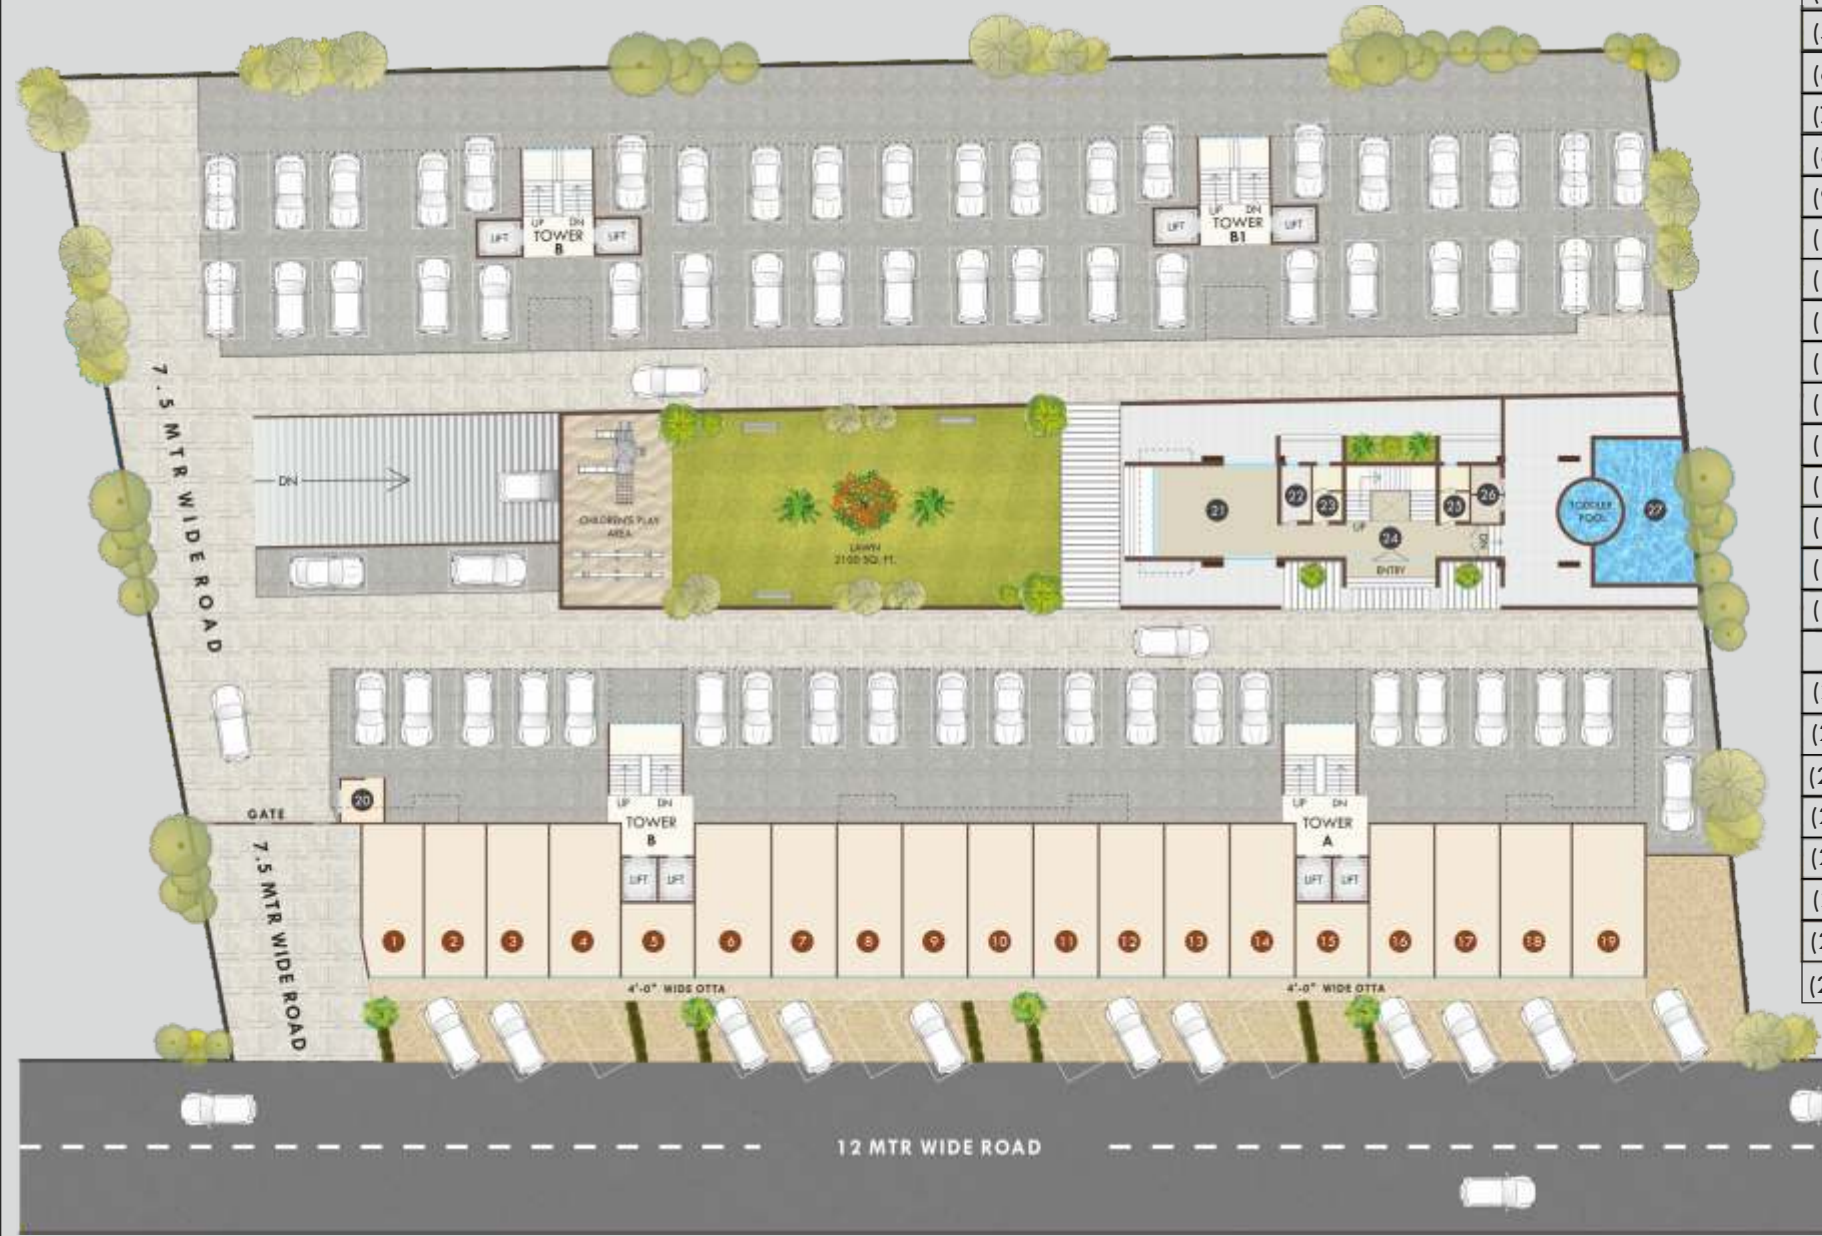 UP DN
LIFT TOWER LIFT
B
UP DN
LIFT TOWER LIFT
B1
7.5 MTR WIDE ROAD
DN
CHILDREN'S PLAY
AREA
LAWN
2100 SQ. FT.
21
22
23
UP
24
ENTRY
25
26
DN
TODDLER
POOL
27
GATE
20
7.5 MTR WIDE ROAD
UP DN
TOWER
B
LIFT LIFT
UP DN
TOWER
A
LIFT LIFT
1 2 3 4 5 6 7 8 9 10 11 12 13 14 15 16 17 18 19
4'-0" WIDE OTTA
4'-0" WIDE OTTA
12 MTR WIDE ROAD